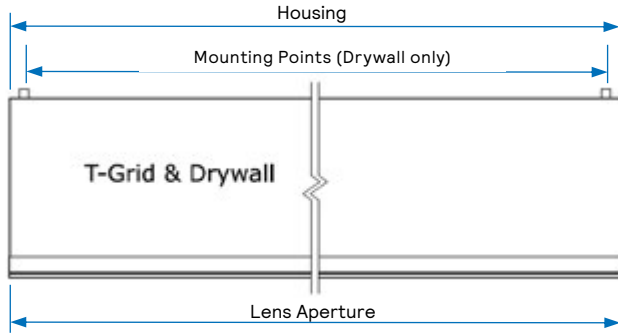 Housing
Mounting Points (Drywall only)
T-Grid & Drywall
Lens Aperture